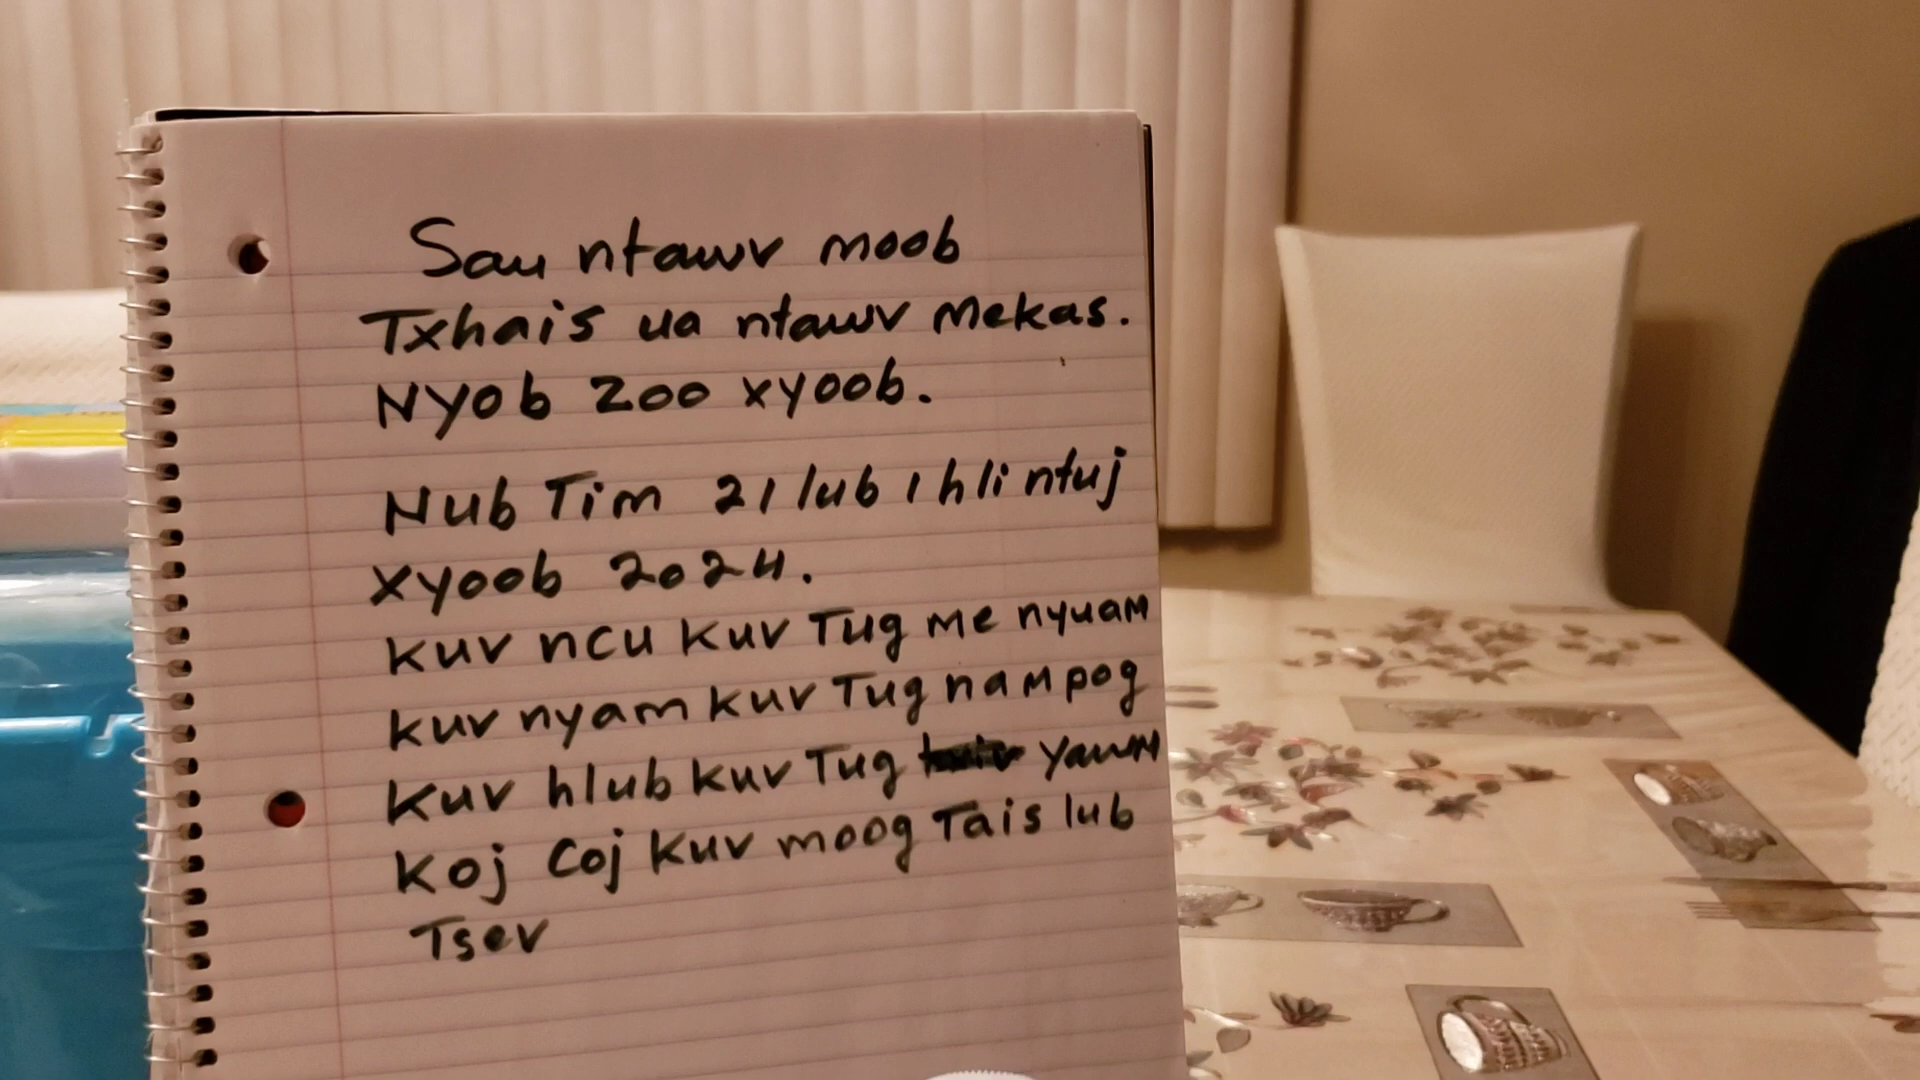 Sau ntawv moob
Txhais ua ntawv Mekas.
Nyob zoo xyoob.
Nub Tim 21 lub 1 hli ntuj
Xyoob 2024.
Kuv ncu kuv Tug me nyuam
Kuv nyam kuv Tug nam pog
Kuv hlub kuv Tug yawm
Koj coj kuv moog Tais lub
Tsev